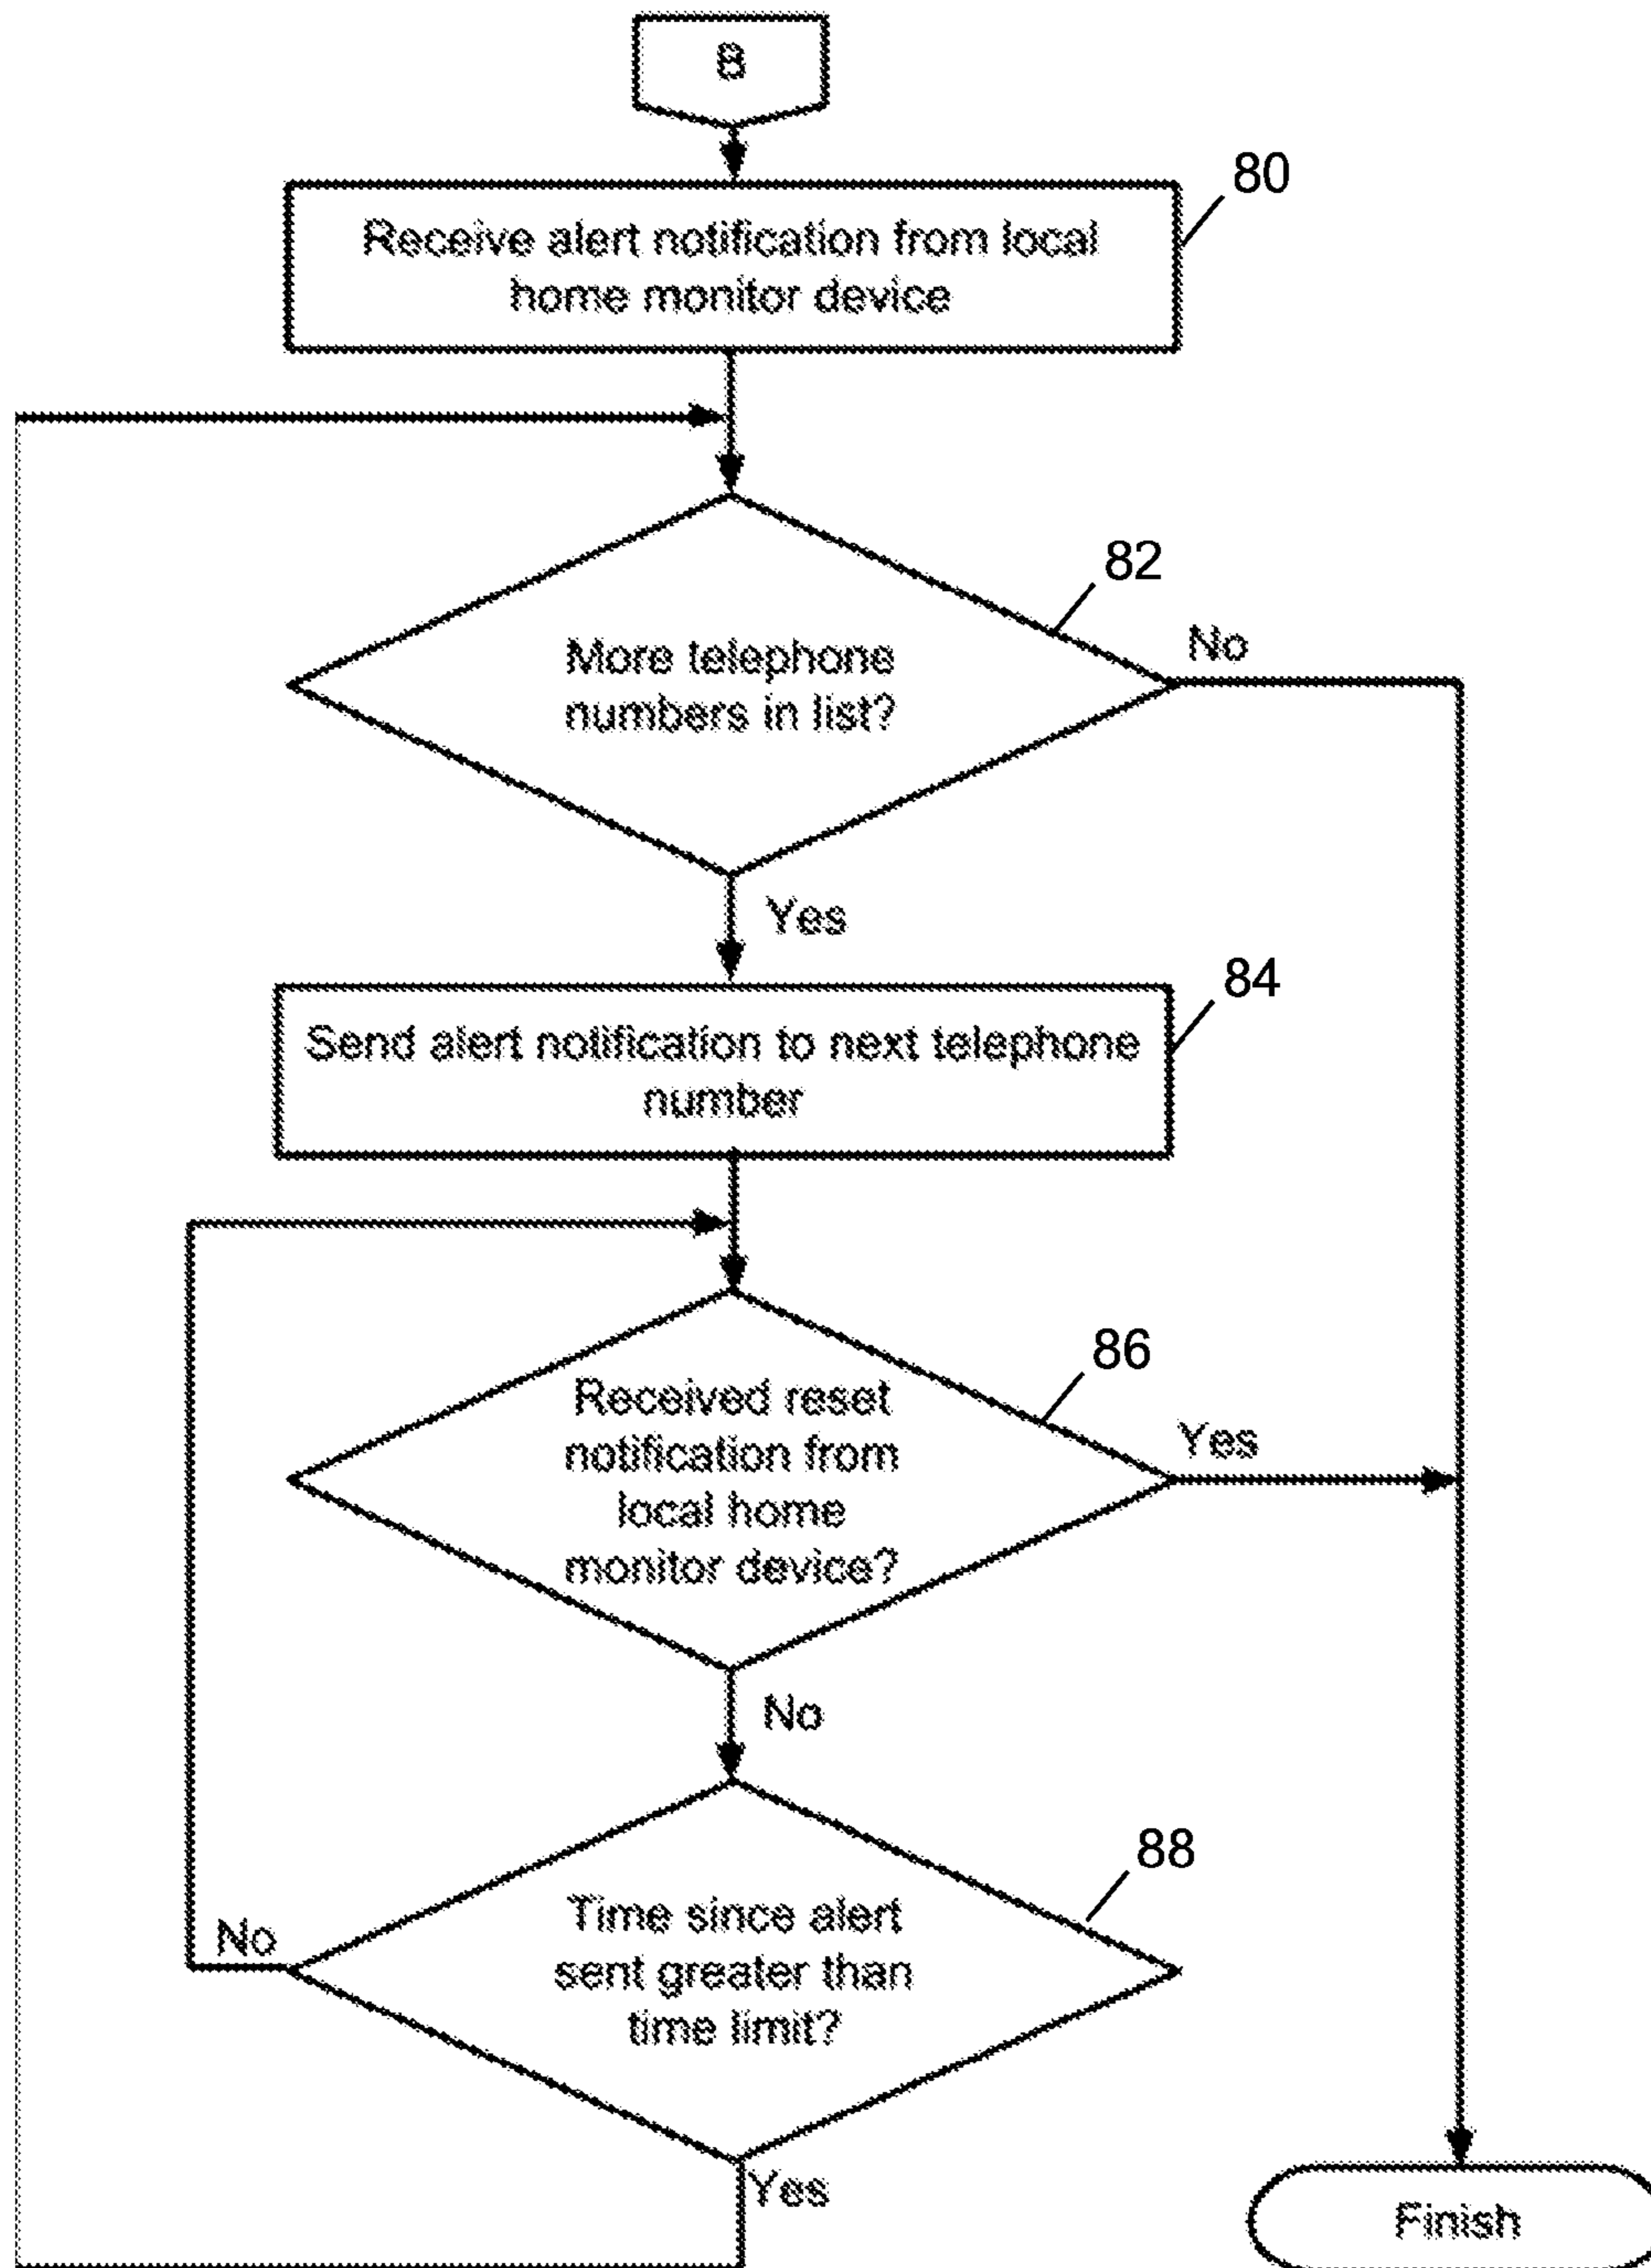 B
80
Receive alert notification from local
home monitor device
82
No
More telephone
numbers in list?
Yes
84
Send alert notification to next telephone
number
86
Received reset
notification from
local home
monitor device?
Yes
No
88
Time since alert
sent greater than
time limit?
No
Yes
Finish